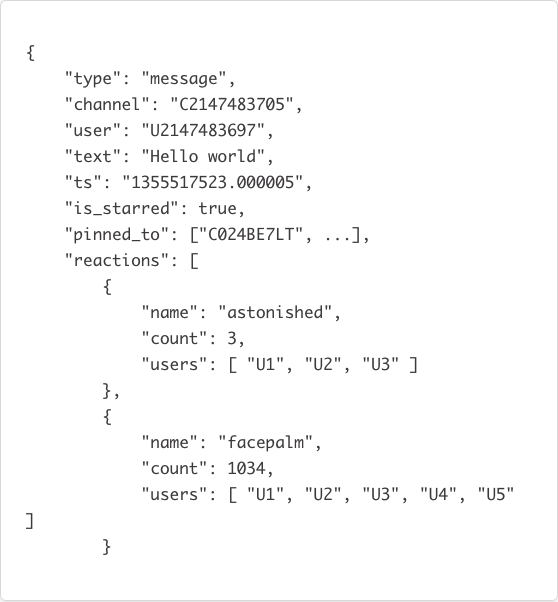 {
    "type": "message",
    "channel": "C2147483705",
    "user": "U2147483697",
    "text": "Hello world",
    "ts": "1355517523.000005",
    "is_starred": true,
    "pinned_to": ["C024BE7LT", ...],
    "reactions": [
        {
            "name": "astonished",
            "count": 3,
            "users": [ "U1", "U2", "U3" ]
        },
        {
            "name": "facepalm",
            "count": 1034,
            "users": [ "U1", "U2", "U3", "U4", "U5"
]
        }